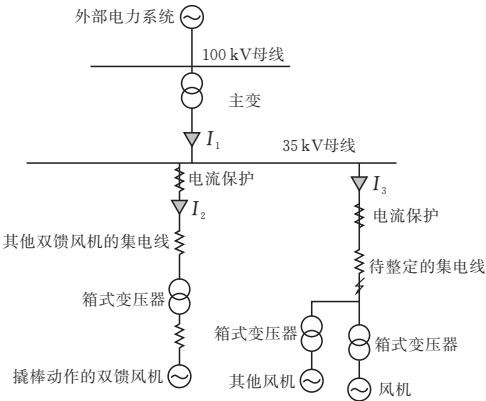 外部电力系统
100 kV母线
主变
I1
35 kV母线
电流保护
I2
I3
电流保护
其他双馈风机的集电线
待整定的集电线
箱式变压器
箱式变压器
箱式变压器
撬棒动作的双馈风机
其他风机
风机